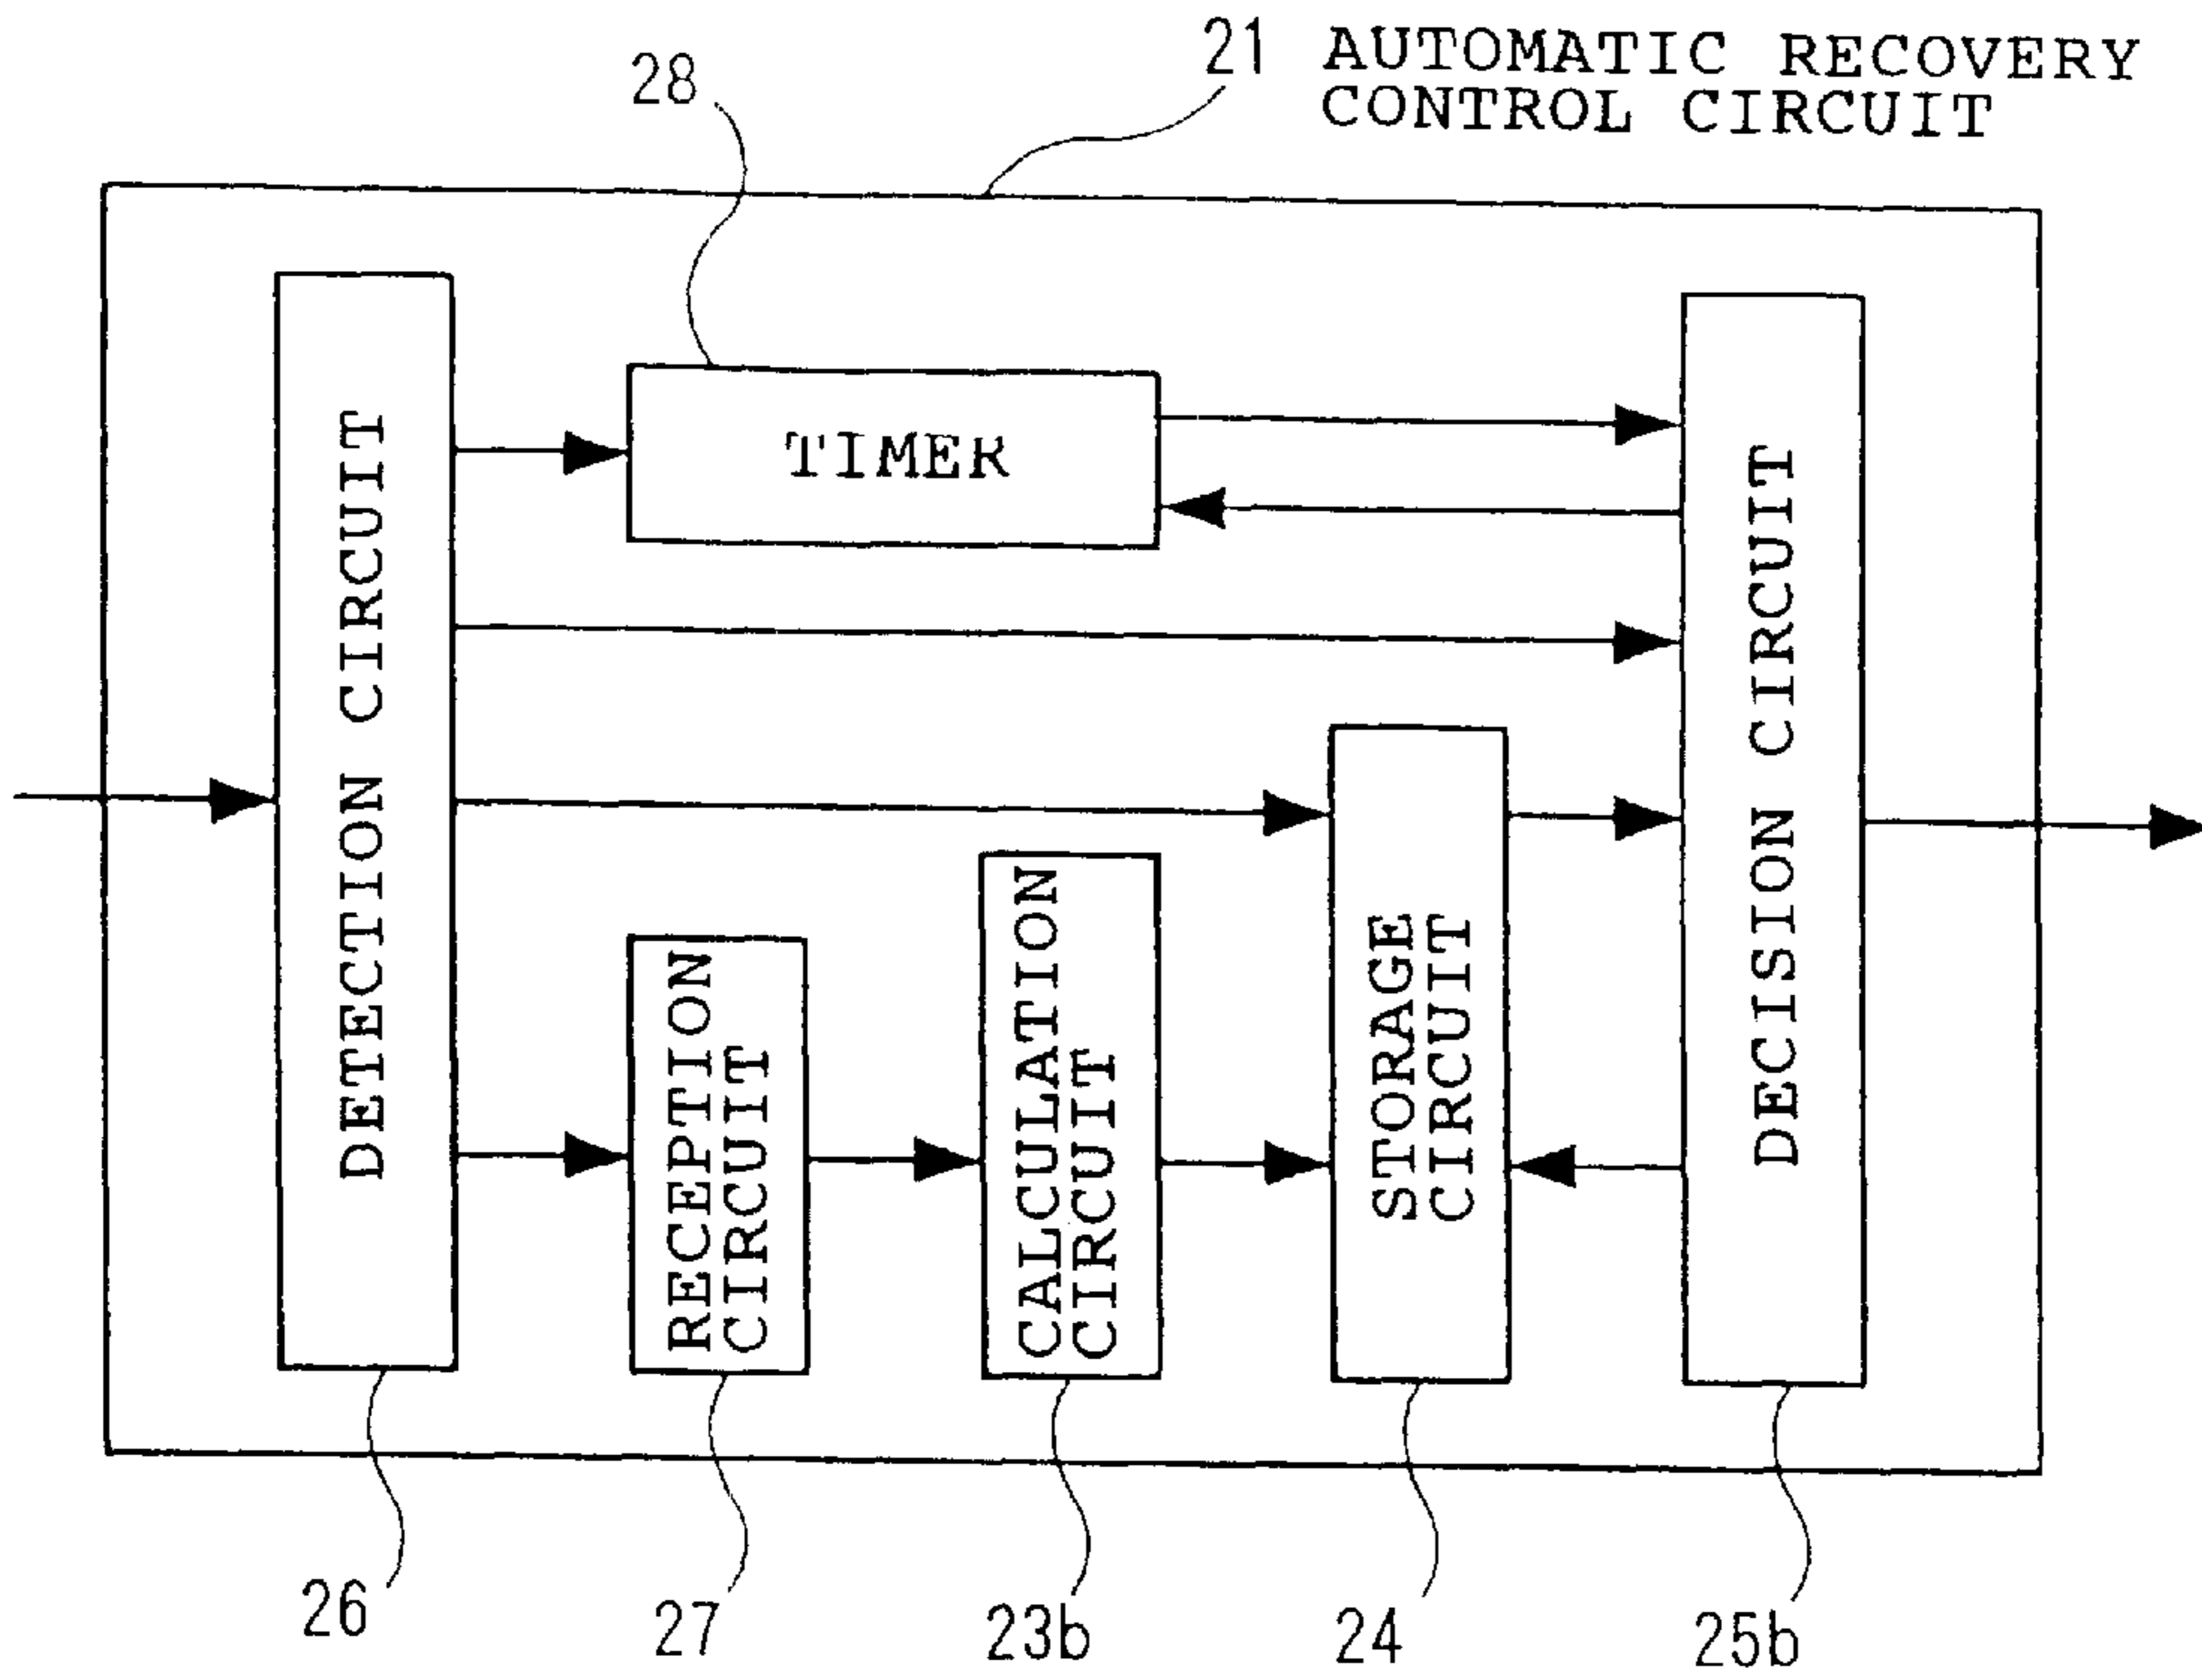 21 AUTOMATIC RECOVERY
CONTROL CIRCUIT
28
TIMER
DETECTION CIRCUIT
RECEPTION
CIRCUIT
CALCULATION
CIRCUIT
STORAGE
CIRCUIT
DECISION CIRCUIT
26
27
23b
24
25b